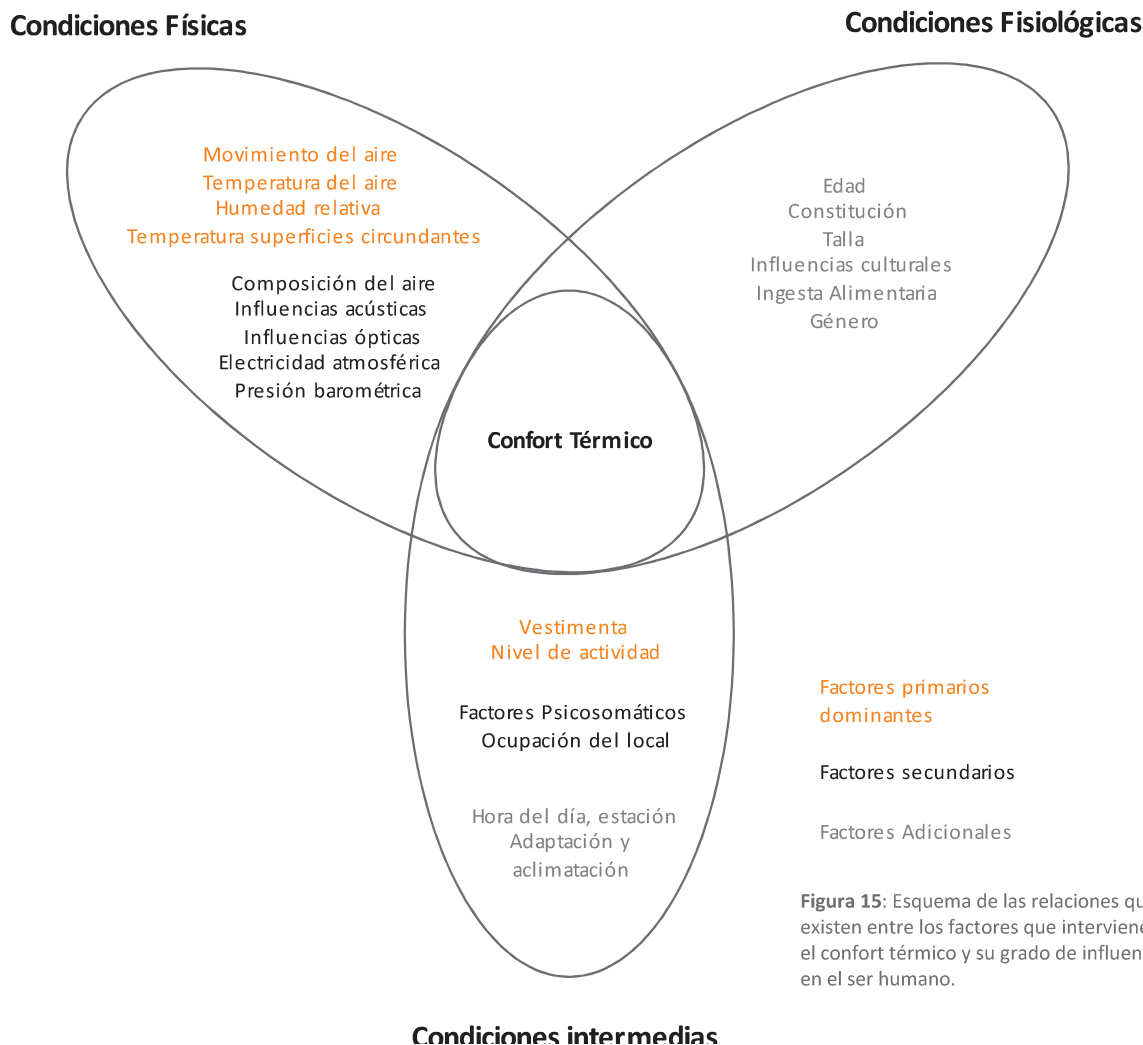 Condiciones Físicas
Condiciones Fisiológicas
Movimiento del aire
Temperatura del aire
Humedad relativa
Temperatura superficies circundantes
Composición del aire
Influencias acústicas
Influencias ópticas
Electricidad atmosférica
Presión barométrica
Edad
Constitución
Talla
Influencias culturales
Ingesta Alimentaria
Género
Confort Térmico
Vestimenta
Nivel de actividad
Factores Psicosomáticos
Ocupación del local
Hora del día, estación
Adaptación y
aclimatación
Factores primarios
dominantes
Factores secundarios
Factores Adicionales
Figura 15: Esquema de las relaciones
existen entre los factores que
el confort térmico y su grado de
en el ser humano.
Condiciones intermedias